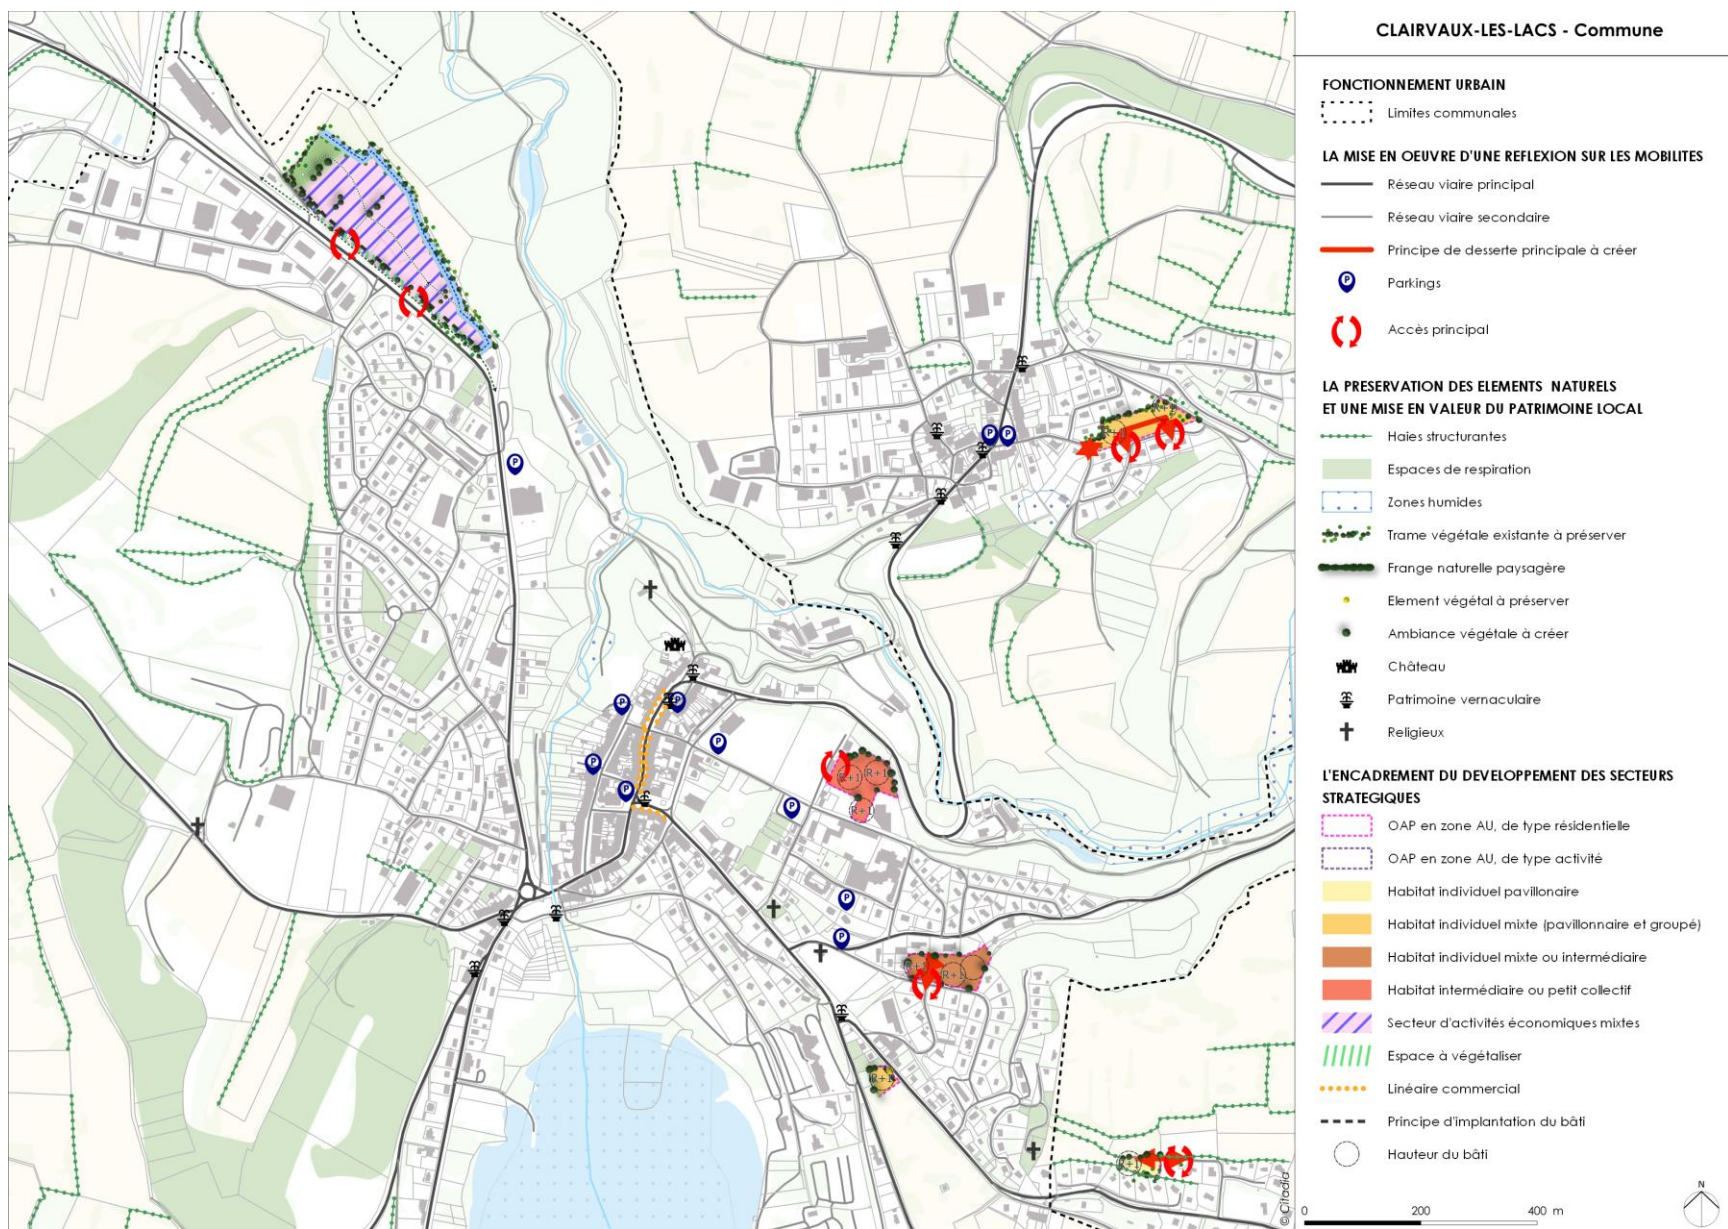 CLAIRVAUX-LES-LACS - Commune
FONCTIONNEMENT URBAIN
Limites communales
LA MISE EN OEUVRE D'UNE REFLEXION SUR LES MOBILITES
Réseau viaire principal
Réseau viaire secondaire
Principe de desserte principale à créer
P
Parkings
Accès principal
LA PRESERVATION DES ELEMENTS NATURELS
ET UNE MISE EN VALEUR DU PATRIMOINE LOCAL
Haies structurantes
Espaces de respiration
Zones humides
Trame végétale existante à préserver
Frange naturelle paysagère
Element végétal à préserver
Ambiance végétale à créer
Château
Patrimoine vernaculaire
Religieux
L'ENCADREMENT DU DEVELOPPEMENT DES SECTEURS
STRATEGIQUES
OAP en zone AU, de type résidentielle
OAP en zone AU, de type activité
Habitat individuel pavillonaire
Habitat individuel mixte (pavillonnaire et groupé)
Habitat individuel mixte ou intermédiaire
Habitat intermédiaire ou petit collectif
Secteur d'activités économiques mixtes
Espace à végétaliser
Linéaire commercial
Principe d'implantation du bâti
Hauteur du bâti
0 200 400 m
N
© Citadia
P
P
P
P
P
P
P
P
P
P
P
R+1
R+1
R+1
R+1
R+1
R+1